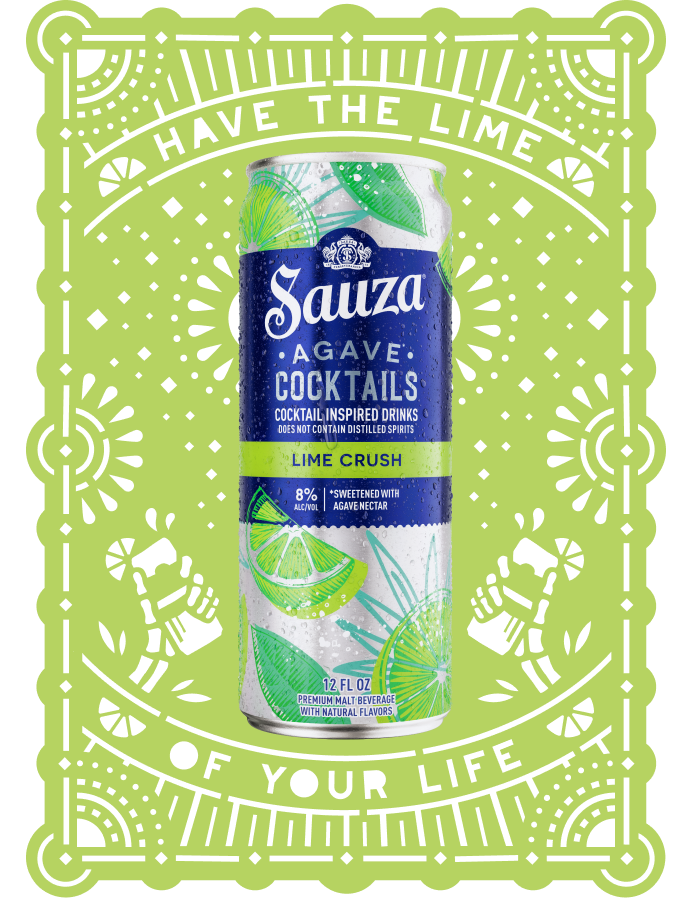 HAVE THE LIME
Sauza
• AGAVE •
COCKTAILS
COCKTAIL INSPIRED DRINKS
DOES NOT CONTAIN DISTILLED SPIRITS
LIME CRUSH
8% *SWEETENED WITH
ALC/VOL AGAVE NECTAR
12 FL OZ
PREMIUM MALT BEVERAGE
WITH NATURAL FLAVORS
OF YOUR LIFE